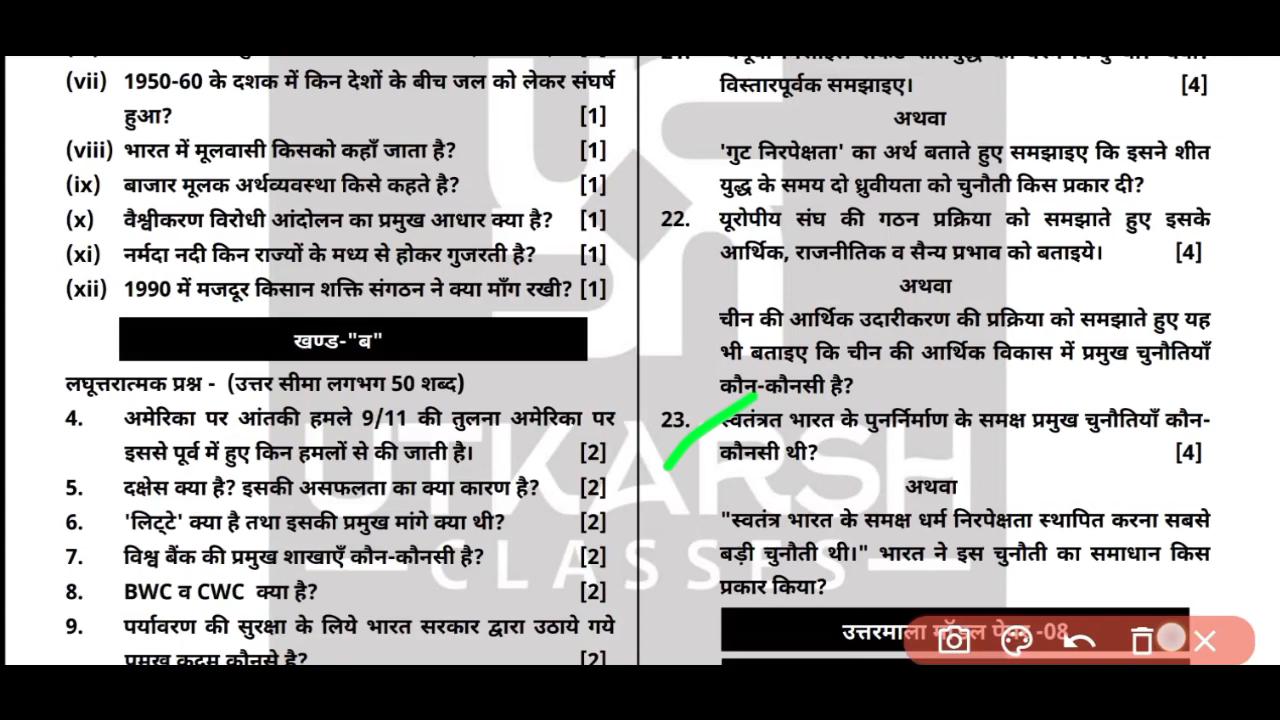 (vii) 1950-60 के दशक में किन देशों के बीच जल को लेकर संघर्ष
हुआ? [1]
(viii) भारत में मूलवासी किसको कहाँ जाता है? [1]
(ix) बाजार मूलक अर्थव्यवस्था किसे कहते है? [1]
(x) वैश्वीकरण विरोधी आंदोलन का प्रमुख आधार क्या है? [1]
(xi) नर्मदा नदी किन राज्यों के मध्य से होकर गुजरती है? [1]
(xii) 1990 में मजदूर किसान शक्ति संगठन ने क्या माँग रखी? [1]
खण्ड-"ब"
लघूत्तरात्मक प्रश्न - (उत्तर सीमा लगभग 50 शब्द)
4. अमेरिका पर आंतकी हमले 9/11 की तुलना अमेरिका पर
इससे पूर्व में हुए किन हमलों से की जाती है। [2]
5. दक्षेस क्या है? इसकी असफलता का क्या कारण है? [2]
6. 'लिट्टे' क्या है तथा इसकी प्रमुख मांगे क्या थी? [2]
7. विश्व बैंक की प्रमुख शाखाएँ कौन-कौनसी है? [2]
8. BWC व CWC क्या है? [2]
9. पर्यावरण की सुरक्षा के लिये भारत सरकार द्वारा उठाये गये
प्रमुख कदम कौनसे है? [2]
विस्तारपूर्वक समझाइए। [4]
अथवा
'गुट निरपेक्षता' का अर्थ बताते हुए समझाइए कि इसने शीत
युद्ध के समय दो ध्रुवीयता को चुनौती किस प्रकार दी?
22. यूरोपीय संघ की गठन प्रक्रिया को समझाते हुए इसके
आर्थिक, राजनीतिक व सैन्य प्रभाव को बताइये। [4]
अथवा
चीन की आर्थिक उदारीकरण की प्रक्रिया को समझाते हुए यह
भी बताइए कि चीन की आर्थिक विकास में प्रमुख चुनौतियाँ
कौन-कौनसी है?
23. स्वतंत्रत भारत के पुनर्निर्माण के समक्ष प्रमुख चुनौतियाँ कौन-
कौनसी थी? [4]
अथवा
"स्वतंत्र भारत के समक्ष धर्म निरपेक्षता स्थापित करना सबसे
बड़ी चुनौती थी।" भारत ने इस चुनौती का समाधान किस
प्रकार किया?
उत्तरमाला मॉडल पेपर -08
UTKARSH
CLASSES